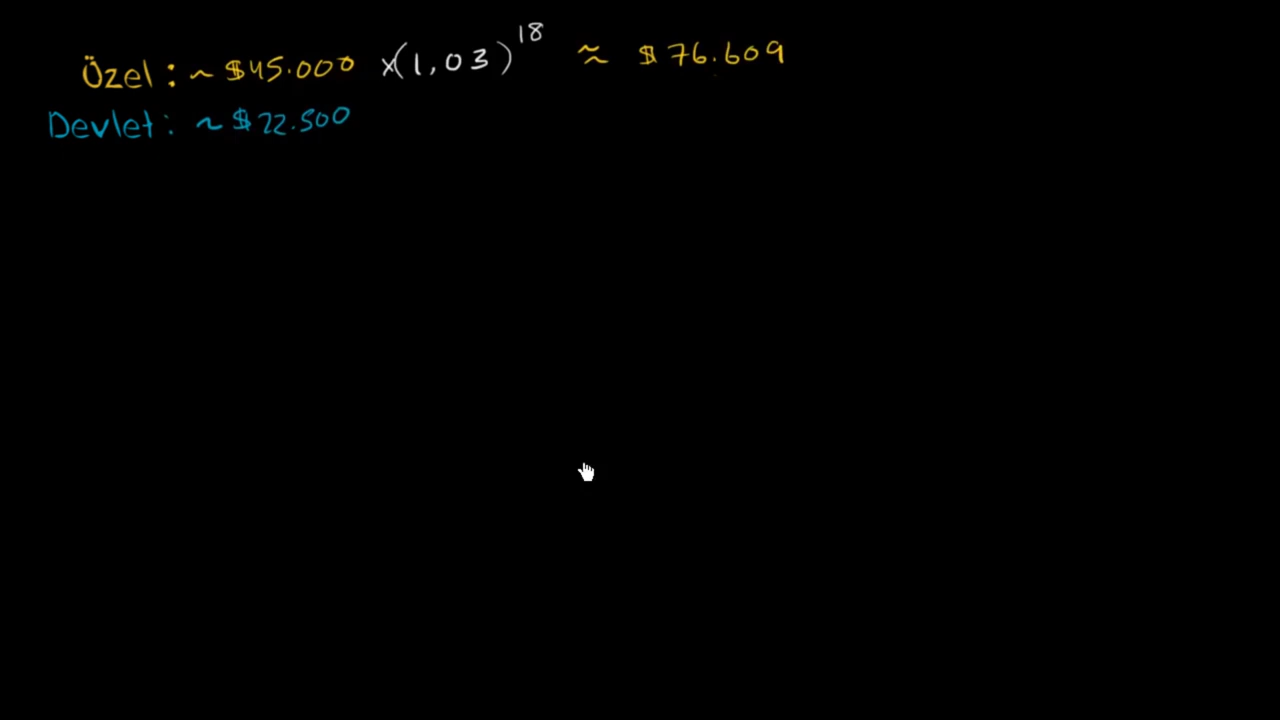 Özel : ~ $45.000 x(1,03)^18 ≈ $76.609
Devlet : ~ $22.500